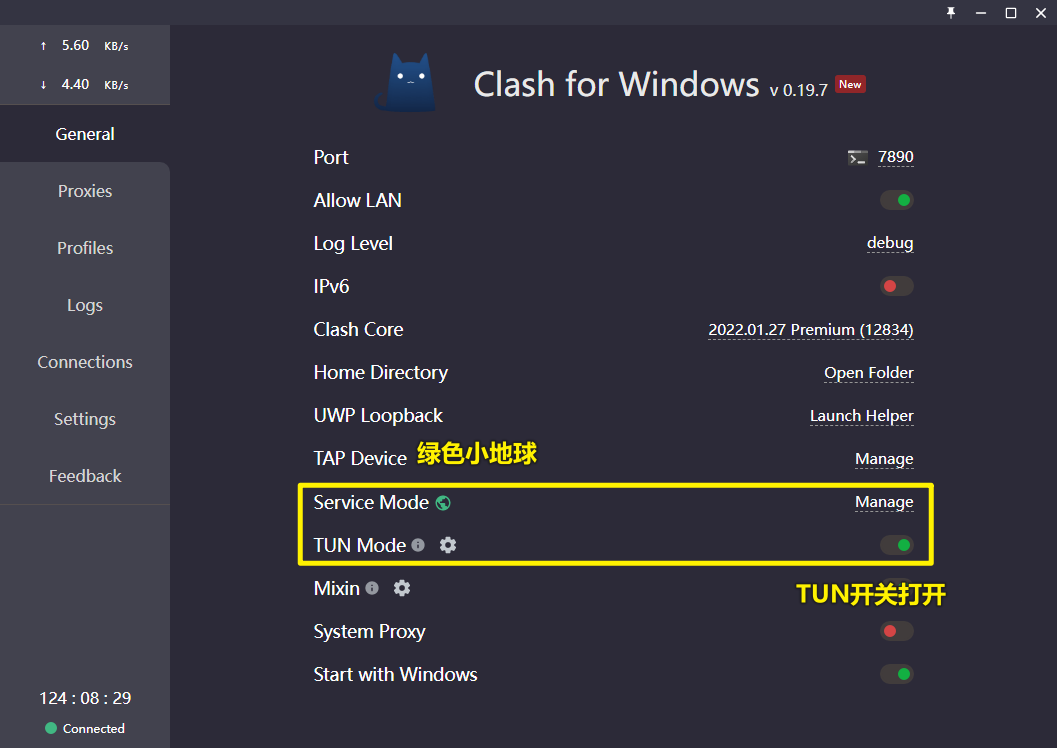 ↑ 5.60 KB/s
↓ 4.40 KB/s
General
Proxies
Profiles
Logs
Connections
Settings
Feedback
124 : 08 : 29
Connected
Clash for Windows v 0.19.7 New
Port 7890
Allow LAN
Log Level debug
IPv6
Clash Core 2022.01.27 Premium (12834)
Home Directory Open Folder
UWP Loopback Launch Helper
TAP Device 绿色小地球 Manage
Service Mode Manage
TUN Mode
Mixin TUN开关打开
System Proxy
Start with Windows